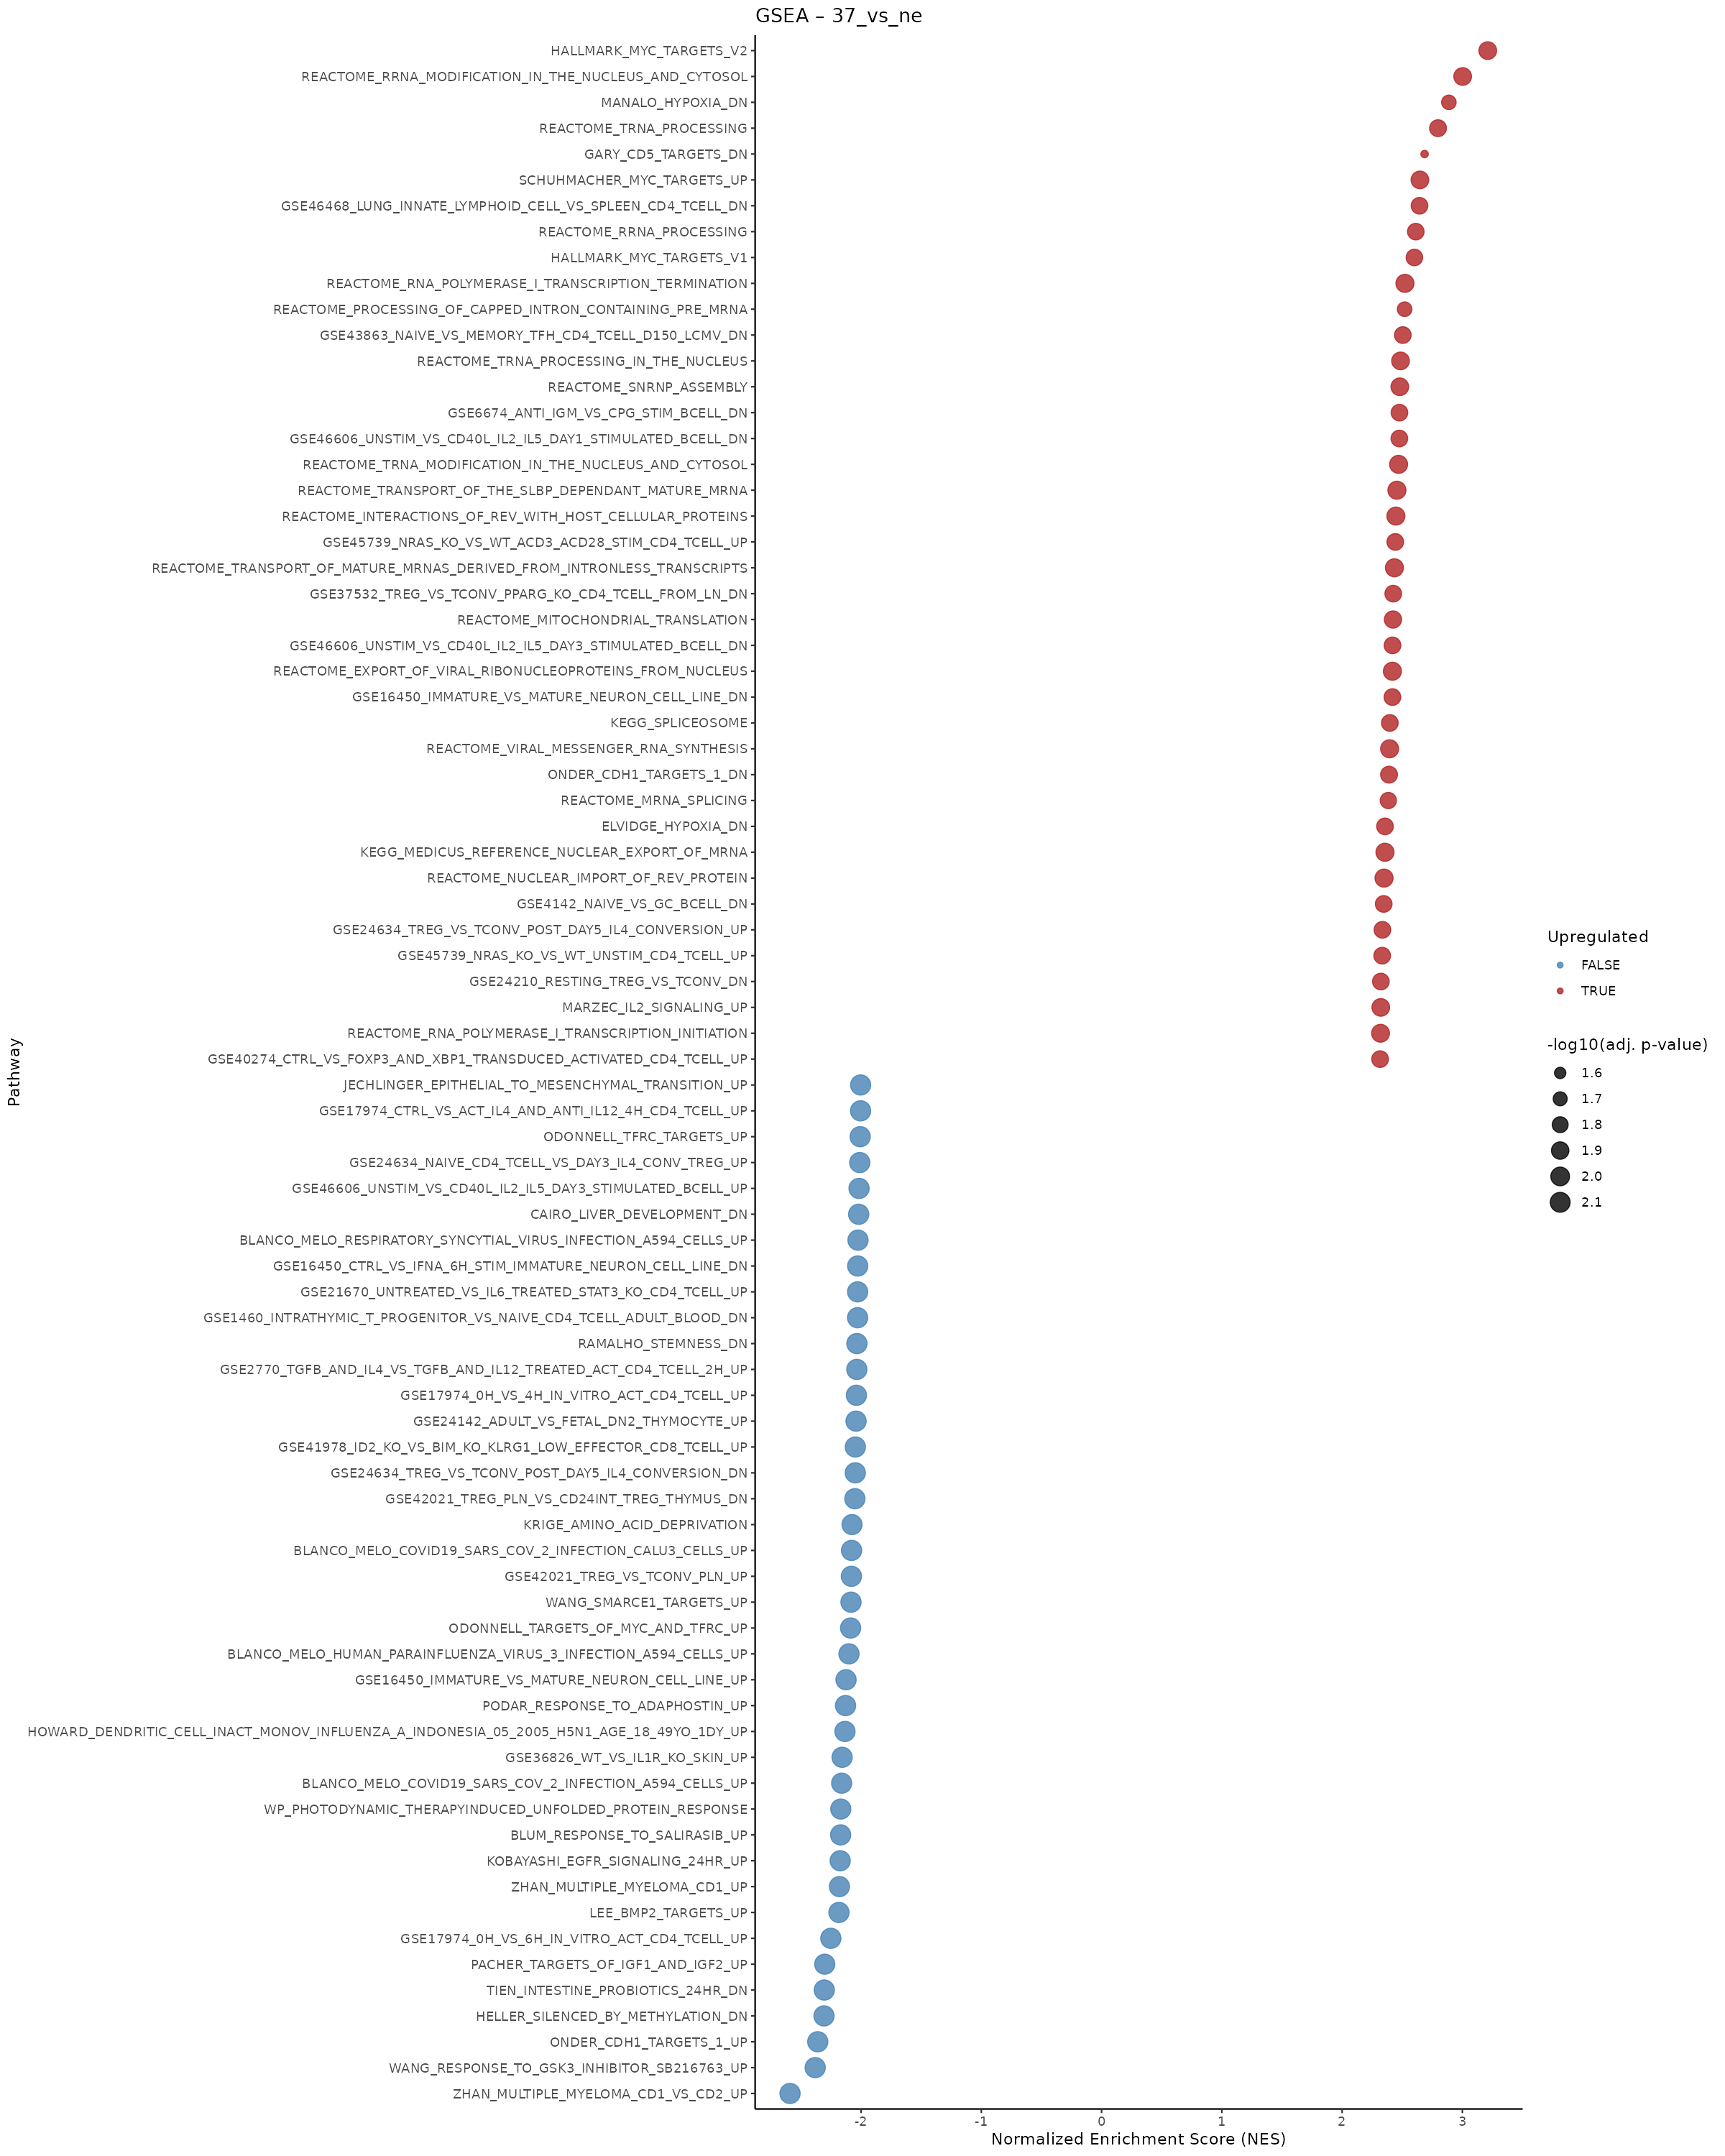 GSEA – 37_vs_ne
HALLMARK_MYC_TARGETS_V2
REACTOME_RRNA_MODIFICATION_IN_THE_NUCLEUS_AND_CYTOSOL
MANALO_HYPOXIA_DN
REACTOME_TRNA_PROCESSING
GARY_CD5_TARGETS_DN
SCHUHMACHER_MYC_TARGETS_UP
GSE46468_LUNG_INNATE_LYMPHOID_CELL_VS_SPLEEN_CD4_TCELL_DN
REACTOME_RRNA_PROCESSING
HALLMARK_MYC_TARGETS_V1
REACTOME_RNA_POLYMERASE_I_TRANSCRIPTION_TERMINATION
REACTOME_PROCESSING_OF_CAPPED_INTRON_CONTAINING_PRE_MRNA
GSE43863_NAIVE_VS_MEMORY_TFH_CD4_TCELL_D150_LCMV_DN
REACTOME_TRNA_PROCESSING_IN_THE_NUCLEUS
REACTOME_SNRNP_ASSEMBLY
GSE6674_ANTI_IGM_VS_CPG_STIM_BCELL_DN
GSE46606_UNSTIM_VS_CD40L_IL2_IL5_DAY1_STIMULATED_BCELL_DN
REACTOME_TRNA_MODIFICATION_IN_THE_NUCLEUS_AND_CYTOSOL
REACTOME_TRANSPORT_OF_THE_SLBP_DEPENDANT_MATURE_MRNA
REACTOME_INTERACTIONS_OF_REV_WITH_HOST_CELLULAR_PROTEINS
GSE45739_NRAS_KO_VS_WT_ACD3_ACD28_STIM_CD4_TCELL_UP
REACTOME_TRANSPORT_OF_MATURE_MRNAS_DERIVED_FROM_INTRONLESS_TRANSCRIPTS
GSE37532_TREG_VS_TCONV_PPARG_KO_CD4_TCELL_FROM_LN_DN
REACTOME_MITOCHONDRIAL_TRANSLATION
GSE46606_UNSTIM_VS_CD40L_IL2_IL5_DAY3_STIMULATED_BCELL_DN
REACTOME_EXPORT_OF_VIRAL_RIBONUCLEOPROTEINS_FROM_NUCLEUS
GSE16450_IMMATURE_VS_MATURE_NEURON_CELL_LINE_DN
KEGG_SPLICEOSOME
REACTOME_VIRAL_MESSENGER_RNA_SYNTHESIS
ONDER_CDH1_TARGETS_1_DN
REACTOME_MRNA_SPLICING
ELVIDGE_HYPOXIA_DN
KEGG_MEDICUS_REFERENCE_NUCLEAR_EXPORT_OF_MRNA
REACTOME_NUCLEAR_IMPORT_OF_REV_PROTEIN
GSE4142_NAIVE_VS_GC_BCELL_DN
GSE24634_TREG_VS_TCONV_POST_DAY5_IL4_CONVERSION_UP
GSE45739_NRAS_KO_VS_WT_UNSTIM_CD4_TCELL_UP
GSE24210_RESTING_TREG_VS_TCONV_DN
MARZEC_IL2_SIGNALING_UP
REACTOME_RNA_POLYMERASE_I_TRANSCRIPTION_INITIATION
GSE40274_CTRL_VS_FOXP3_AND_XBP1_TRANSDUCED_ACTIVATED_CD4_TCELL_UP
JECHLINGER_EPITHELIAL_TO_MESENCHYMAL_TRANSITION_UP
GSE17974_CTRL_VS_ACT_IL4_AND_ANTI_IL12_4H_CD4_TCELL_UP
ODONNELL_TFRC_TARGETS_UP
GSE24634_NAIVE_CD4_TCELL_VS_DAY3_IL4_CONV_TREG_UP
GSE46606_UNSTIM_VS_CD40L_IL2_IL5_DAY3_STIMULATED_BCELL_UP
CAIRO_LIVER_DEVELOPMENT_DN
BLANCO_MELO_RESPIRATORY_SYNCYTIAL_VIRUS_INFECTION_A594_CELLS_UP
GSE16450_CTRL_VS_IFNA_6H_STIM_IMMATURE_NEURON_CELL_LINE_DN
GSE21670_UNTREATED_VS_IL6_TREATED_STAT3_KO_CD4_TCELL_UP
GSE1460_INTRATHYMIC_T_PROGENITOR_VS_NAIVE_CD4_TCELL_ADULT_BLOOD_DN
RAMALHO_STEMNESS_DN
GSE2770_TGFB_AND_IL4_VS_TGFB_AND_IL12_TREATED_ACT_CD4_TCELL_2H_UP
GSE17974_0H_VS_4H_IN_VITRO_ACT_CD4_TCELL_UP
GSE24142_ADULT_VS_FETAL_DN2_THYMOCYTE_UP
GSE41978_ID2_KO_VS_BIM_KO_KLRG1_LOW_EFFECTOR_CD8_TCELL_UP
GSE24634_TREG_VS_TCONV_POST_DAY5_IL4_CONVERSION_DN
GSE42021_TREG_PLN_VS_CD24INT_TREG_THYMUS_DN
KRIGE_AMINO_ACID_DEPRIVATION
BLANCO_MELO_COVID19_SARS_COV_2_INFECTION_CALU3_CELLS_UP
GSE42021_TREG_VS_TCONV_PLN_UP
WANG_SMARCE1_TARGETS_UP
ODONNELL_TARGETS_OF_MYC_AND_TFRC_UP
BLANCO_MELO_HUMAN_PARAINFLUENZA_VIRUS_3_INFECTION_A594_CELLS_UP
GSE16450_IMMATURE_VS_MATURE_NEURON_CELL_LINE_UP
PODAR_RESPONSE_TO_ADAPHOSTIN_UP
HOWARD_DENDRITIC_CELL_INACT_MONOV_INFLUENZA_A_INDONESIA_05_2005_H5N1_AGE_18_49YO_1DY_UP
GSE36826_WT_VS_IL1R_KO_SKIN_UP
BLANCO_MELO_COVID19_SARS_COV_2_INFECTION_A594_CELLS_UP
WP_PHOTODYNAMIC_THERAPYINDUCED_UNFOLDED_PROTEIN_RESPONSE
BLUM_RESPONSE_TO_SALIRASIB_UP
KOBAYASHI_EGFR_SIGNALING_24HR_UP
ZHAN_MULTIPLE_MYELOMA_CD1_UP
LEE_BMP2_TARGETS_UP
GSE17974_0H_VS_6H_IN_VITRO_ACT_CD4_TCELL_UP
PACHER_TARGETS_OF_IGF1_AND_IGF2_UP
TIEN_INTESTINE_PROBIOTICS_24HR_DN
HELLER_SILENCED_BY_METHYLATION_DN
ONDER_CDH1_TARGETS_1_UP
WANG_RESPONSE_TO_GSK3_INHIBITOR_SB216763_UP
ZHAN_MULTIPLE_MYELOMA_CD1_VS_CD2_UP
Pathway
-2 -1 0 1 2 3
Normalized Enrichment Score (NES)
Upregulated
FALSE
TRUE
-log10(adj. p-value)
1.6
1.7
1.8
1.9
2.0
2.1